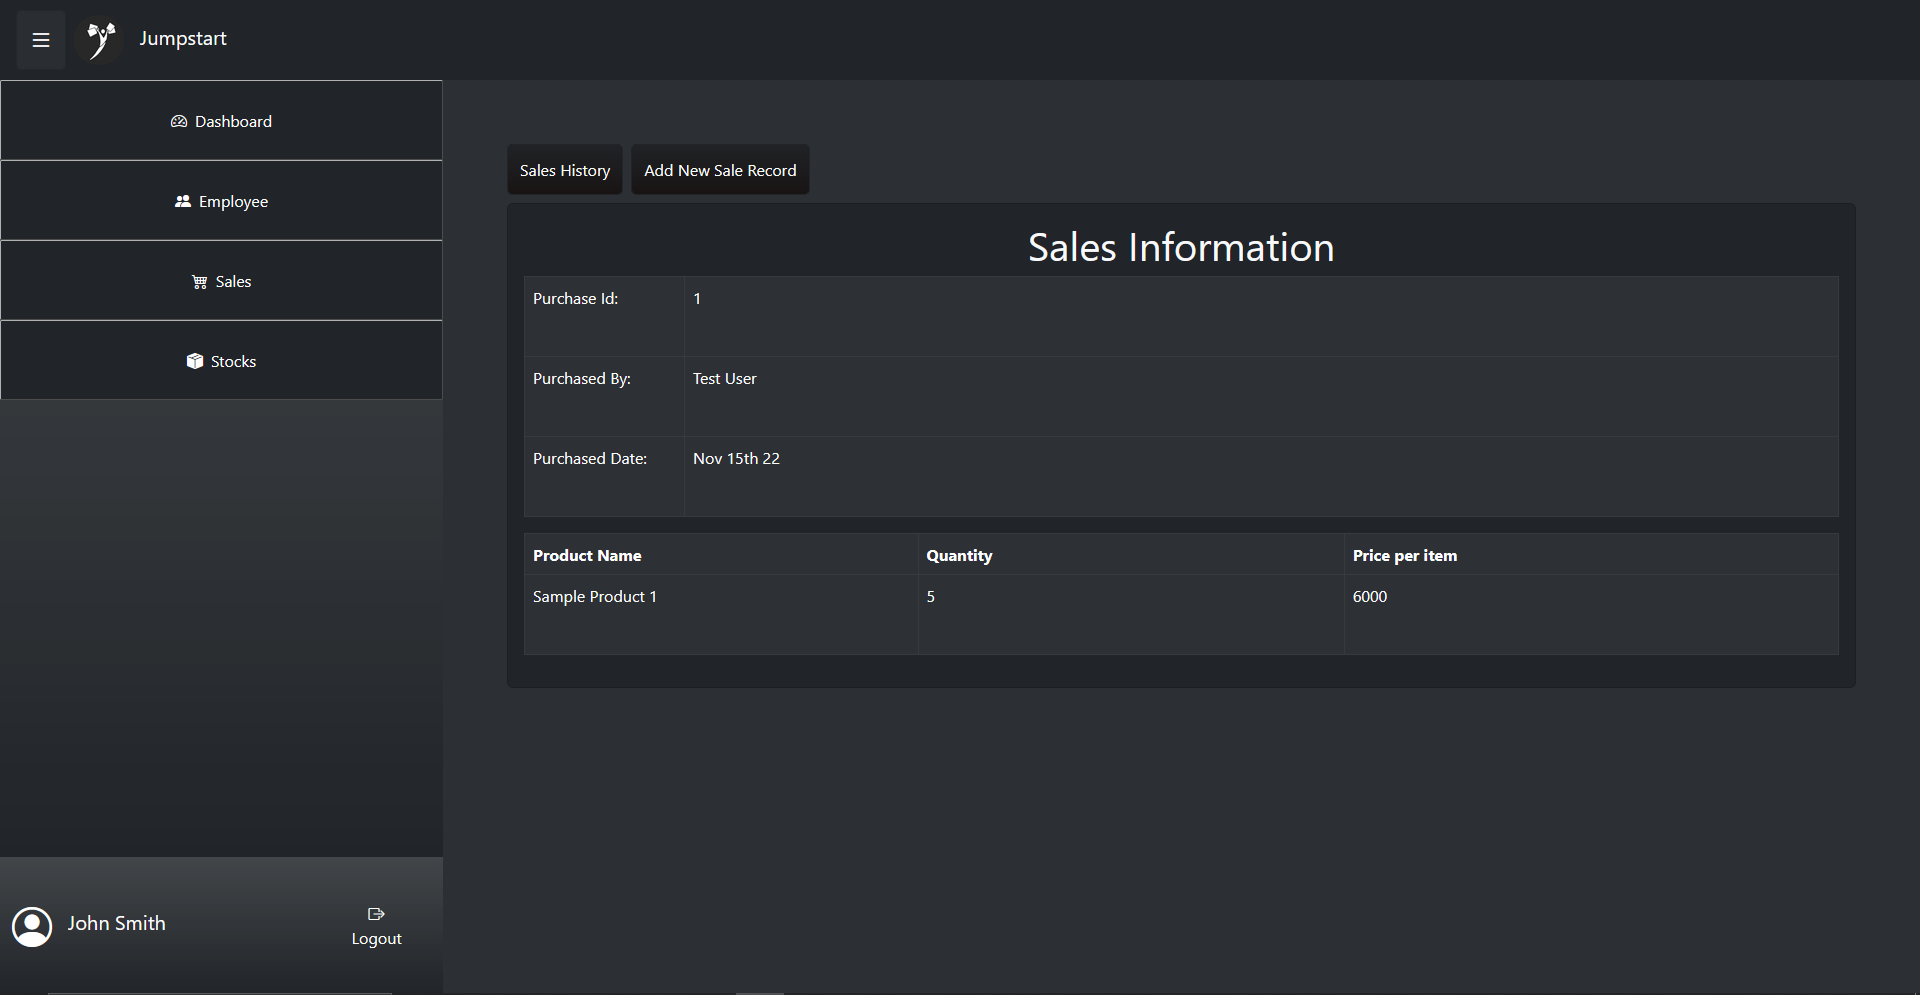 Jumpstart
Dashboard
Employee
Sales
Stocks
John Smith
Logout
Sales History
Add New Sale Record
Sales Information
Purchase Id: 1
Purchased By: Test User
Purchased Date: Nov 15th 22
Product Name Quantity Price per item
Sample Product 1 5 6000